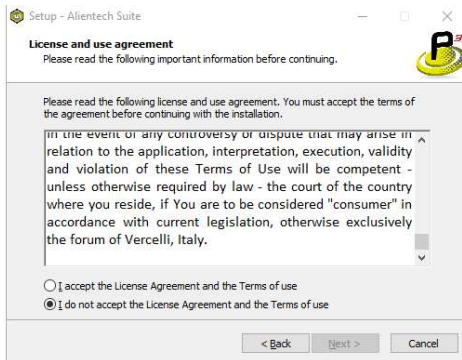 Setup - Alientech Suite
License and use agreement
Please read the following important information before continuing.
Please read the following license and use agreement. You must accept the terms of
the agreement before continuing with the installation.
in the event of any controversy or dispute that may arise in
relation to the application, interpretation, execution, validity
and violation of these Terms of Use will be competent -
unless otherwise required by law - the court of the country
where you reside, if You are to be considered "consumer" in
accordance with current legislation, otherwise exclusively
the forum of Vercelli, Italy.
I accept the License Agreement and the Terms of use
I do not accept the License Agreement and the Terms of use
< Back Next > Cancel